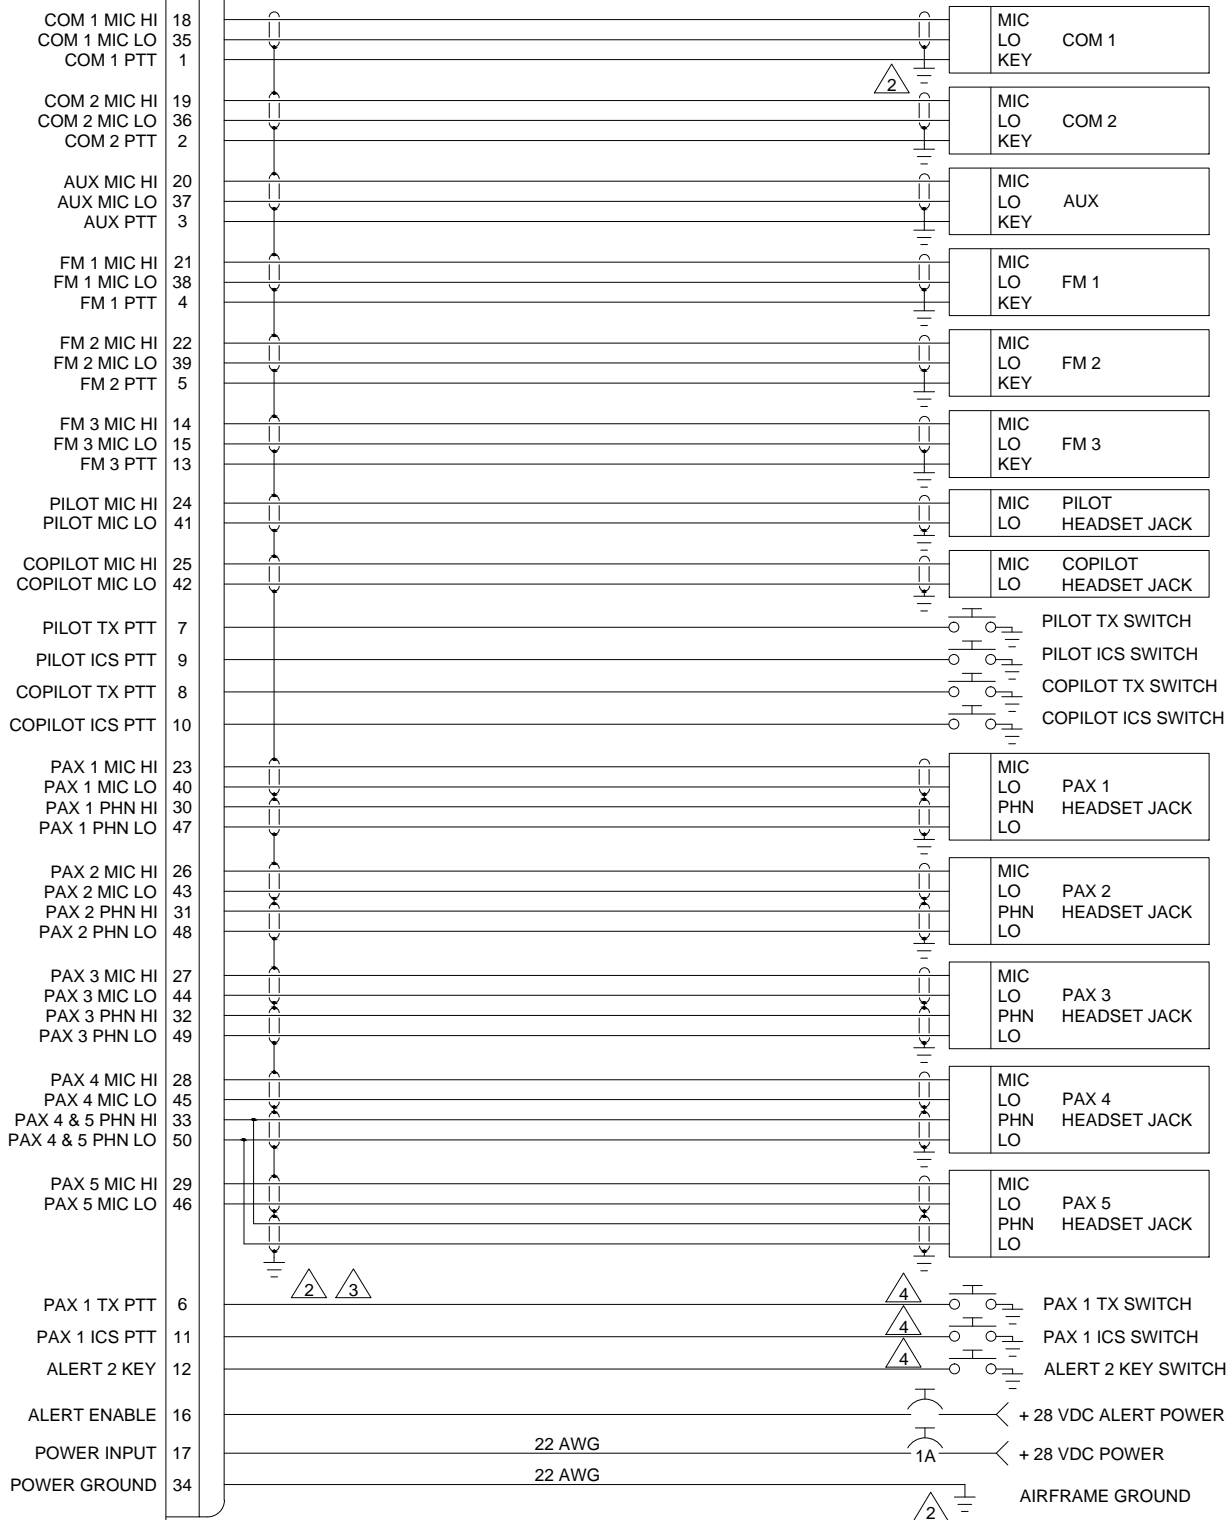 COM 1 MIC HI 18 MIC
COM 1 MIC LO 35 LO COM 1
COM 1 PTT 1 KEY
2
COM 2 MIC HI 19 MIC
COM 2 MIC LO 36 LO COM 2
COM 2 PTT 2 KEY
AUX MIC HI 20 MIC
AUX MIC LO 37 LO AUX
AUX PTT 3 KEY
FM 1 MIC HI 21 MIC
FM 1 MIC LO 38 LO FM 1
FM 1 PTT 4 KEY
FM 2 MIC HI 22 MIC
FM 2 MIC LO 39 LO FM 2
FM 2 PTT 5 KEY
FM 3 MIC HI 14 MIC
FM 3 MIC LO 15 LO FM 3
FM 3 PTT 13 KEY
PILOT MIC HI 24 MIC PILOT
PILOT MIC LO 41 LO HEADSET JACK
COPILOT MIC HI 25 MIC COPILOT
COPILOT MIC LO 42 LO HEADSET JACK
PILOT TX PTT 7 PILOT TX SWITCH
PILOT ICS PTT 9 PILOT ICS SWITCH
COPILOT TX PTT 8 COPILOT TX SWITCH
COPILOT ICS PTT 10 COPILOT ICS SWITCH
PAX 1 MIC HI 23 MIC
PAX 1 MIC LO 40 LO PAX 1
PAX 1 PHN HI 30 PHN HEADSET JACK
PAX 1 PHN LO 47 LO
PAX 2 MIC HI 26 MIC
PAX 2 MIC LO 43 LO PAX 2
PAX 2 PHN HI 31 PHN HEADSET JACK
PAX 2 PHN LO 48 LO
PAX 3 MIC HI 27 MIC
PAX 3 MIC LO 44 LO PAX 3
PAX 3 PHN HI 32 PHN HEADSET JACK
PAX 3 PHN LO 49 LO
PAX 4 MIC HI 28 MIC
PAX 4 MIC LO 45 LO PAX 4
PAX 4 & 5 PHN HI 33 PHN HEADSET JACK
PAX 4 & 5 PHN LO 50 LO
PAX 5 MIC HI 29 MIC
PAX 5 MIC LO 46 LO PAX 5
PHN HEADSET JACK
LO
2 3
PAX 1 TX PTT 6 4 PAX 1 TX SWITCH
PAX 1 ICS PTT 11 4 PAX 1 ICS SWITCH
ALERT 2 KEY 12 4 ALERT 2 KEY SWITCH
ALERT ENABLE 16 + 28 VDC ALERT POWER
POWER INPUT 17 22 AWG 1A + 28 VDC POWER
POWER GROUND 34 22 AWG 2 AIRFRAME GROUND